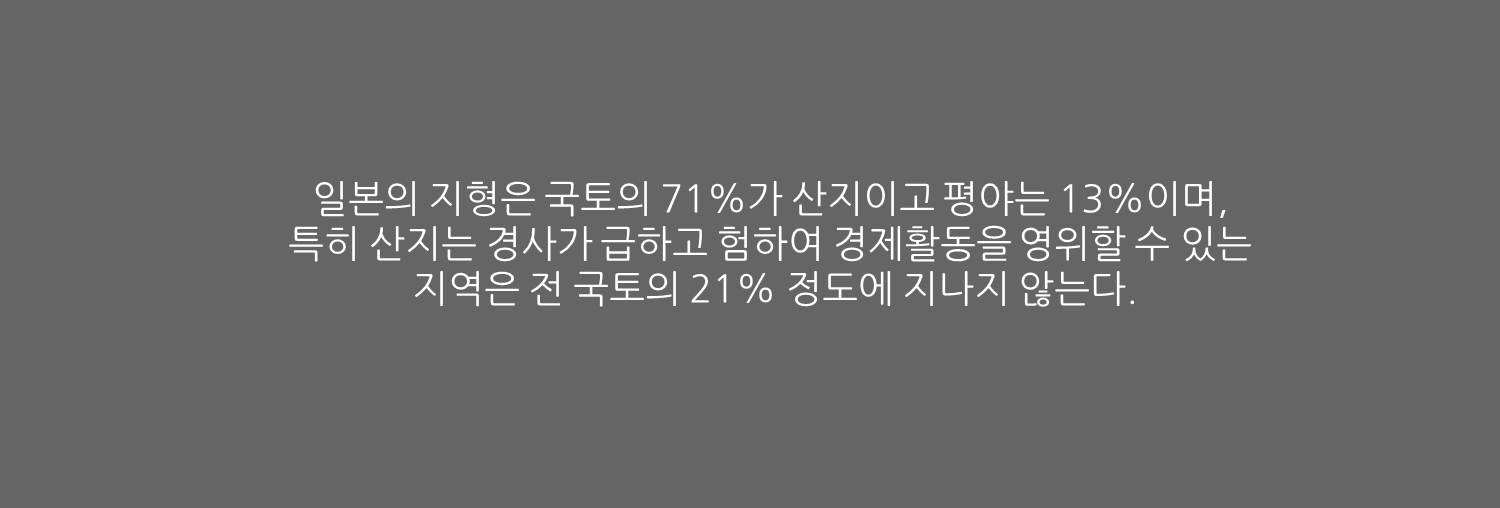 일본의 지형은 국토의 71%가 산지이고 평야는 13%이며,
특히 산지는 경사가 급하고 험하여 경제활동을 영위할 수 있는
지역은 전 국토의 21% 정도에 지나지 않는다.